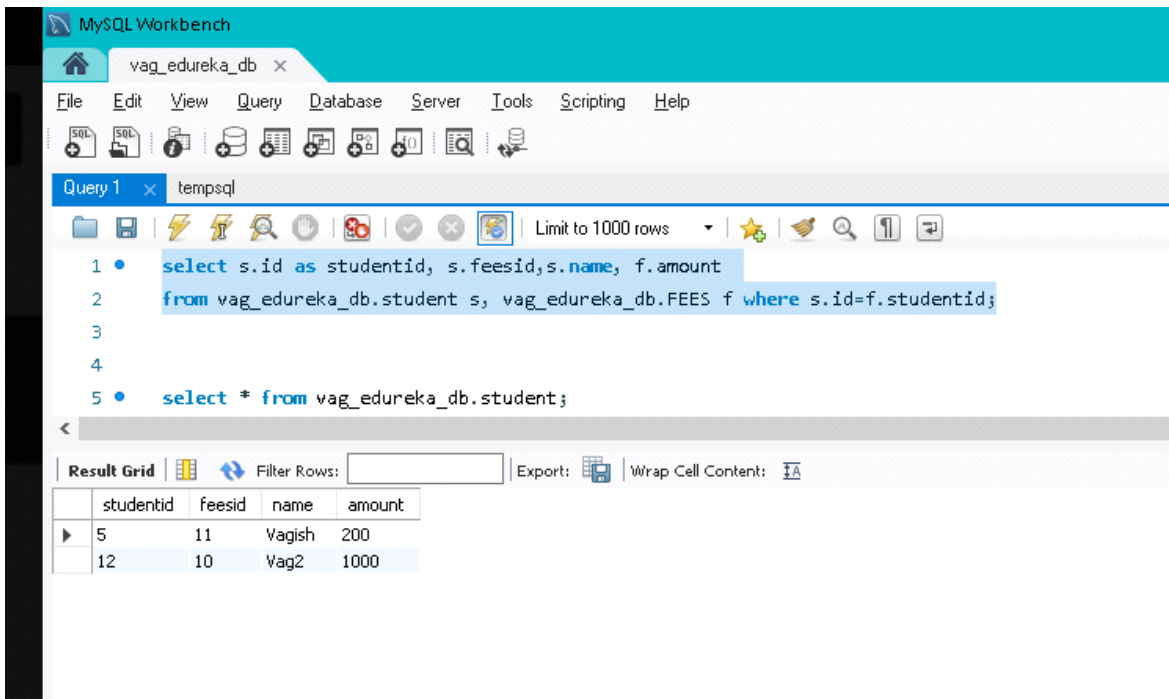 MySQL Workbench
vag_edureka_db ×
File Edit View Query Database Server Tools Scripting Help
SQL SQL
Query 1 × tempsql
Limit to 1000 rows
1 select s.id as studentid, s.feesid,s.name, f.amount
2 from vag_edureka_db.student s, vag_edureka_db.FEES f where s.id=f.studentid;
3
4
5 select * from vag_edureka_db.student;
Result Grid Filter Rows: Export: Wrap Cell Content:
studentid feesid name amount
5 11 Vagish 200
12 10 Vag2 1000